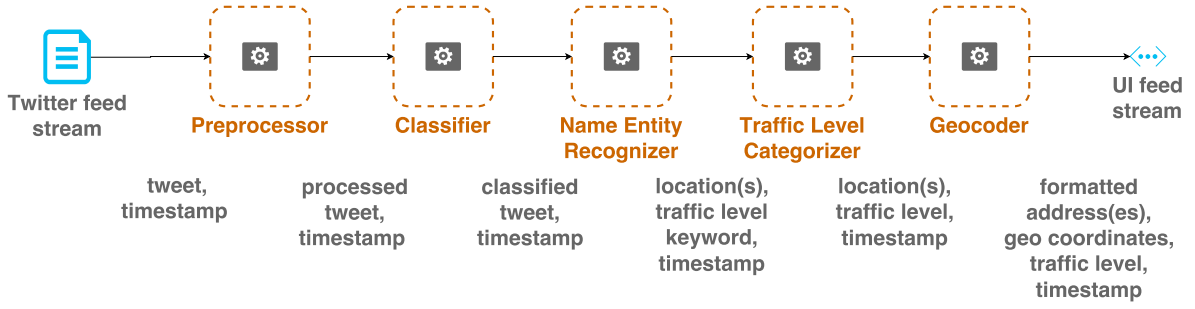 Twitter feed
stream
Preprocessor
Classifier
Name Entity
Recognizer
Traffic Level
Categorizer
Geocoder
UI feed
stream
tweet,
timestamp
processed
tweet,
timestamp
classified
tweet,
timestamp
location(s),
traffic level
keyword,
timestamp
location(s),
traffic level,
timestamp
formatted
address(es),
geo coordinates,
traffic level,
timestamp